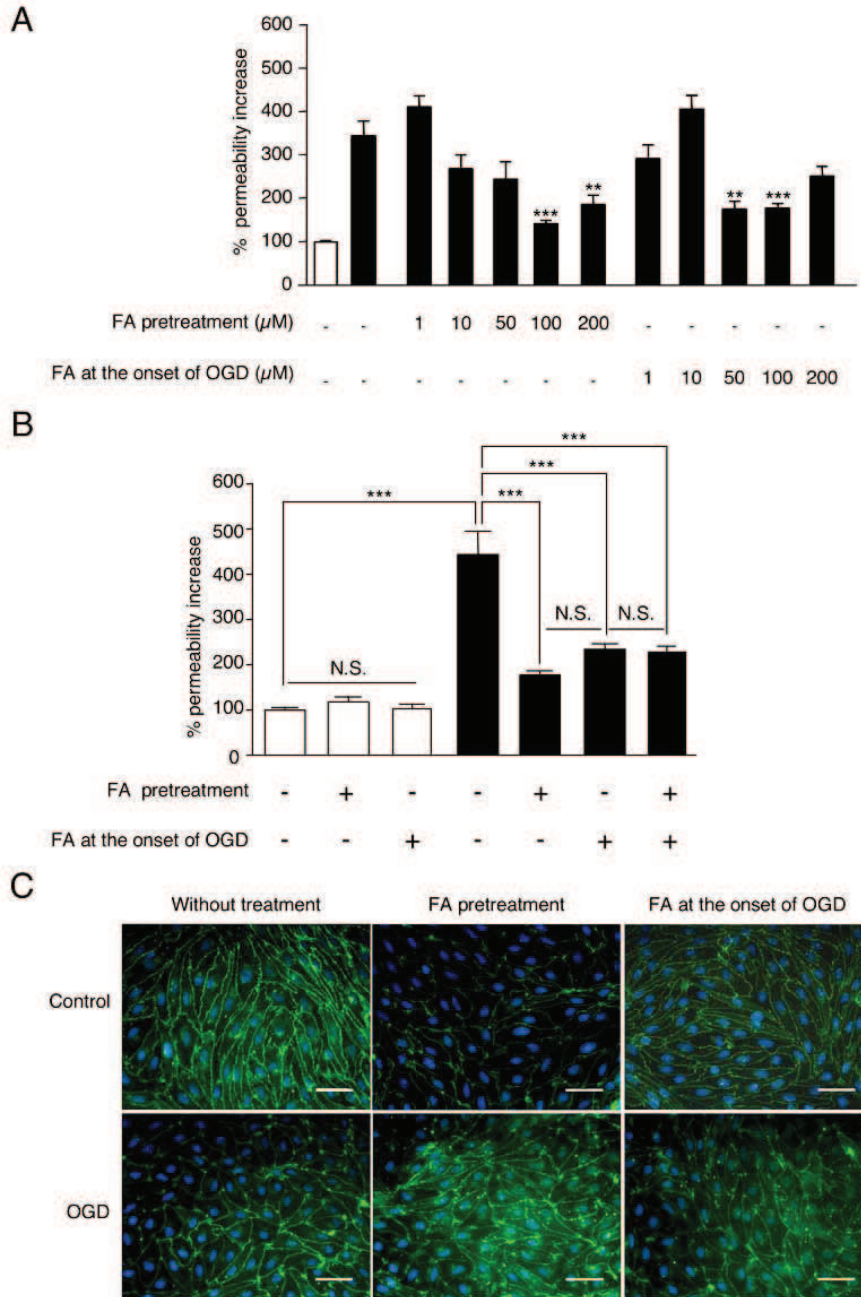 A
% permeability increase
600
500
400
300
200
100
0
***
**
**
***
FA pretreatment (µM)
- - 1 10 50 100 200 - - - - -
FA at the onset of OGD (µM)
- - - - - - - 1 10 50 100 200
B
% permeability increase
600
500
400
300
200
100
0
***
***
***
***
N.S.
N.S.
N.S.
FA pretreatment
- + - - + - +
FA at the onset of OGD
- - + - - + +
C
Without treatment
FA pretreatment
FA at the onset of OGD
Control
OGD